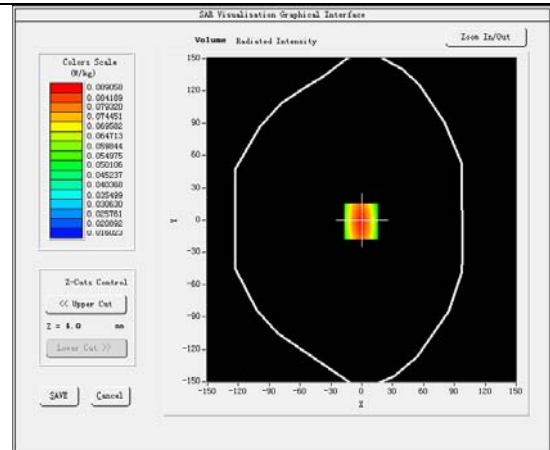 SAR Visualisation Graphical Interface
Volume Radiated Intensity
Zoom In/Out
Colors Scale
(W/kg)
0.089058
0.084189
0.079320
0.074451
0.069582
0.064713
0.059844
0.054975
0.050106
0.045237
0.040368
0.035499
0.030630
0.025761
0.020892
0.016023
150
90
60
30
0
-30
-60
-90
-120
-150
Y
-150 -120 -90 -60 -30 0 30 60 90 120 150
X
Z-Cuts Control
<< Upper Cut
Z = 4.0 mm
Lower Cut >>
SAVE
Cancel